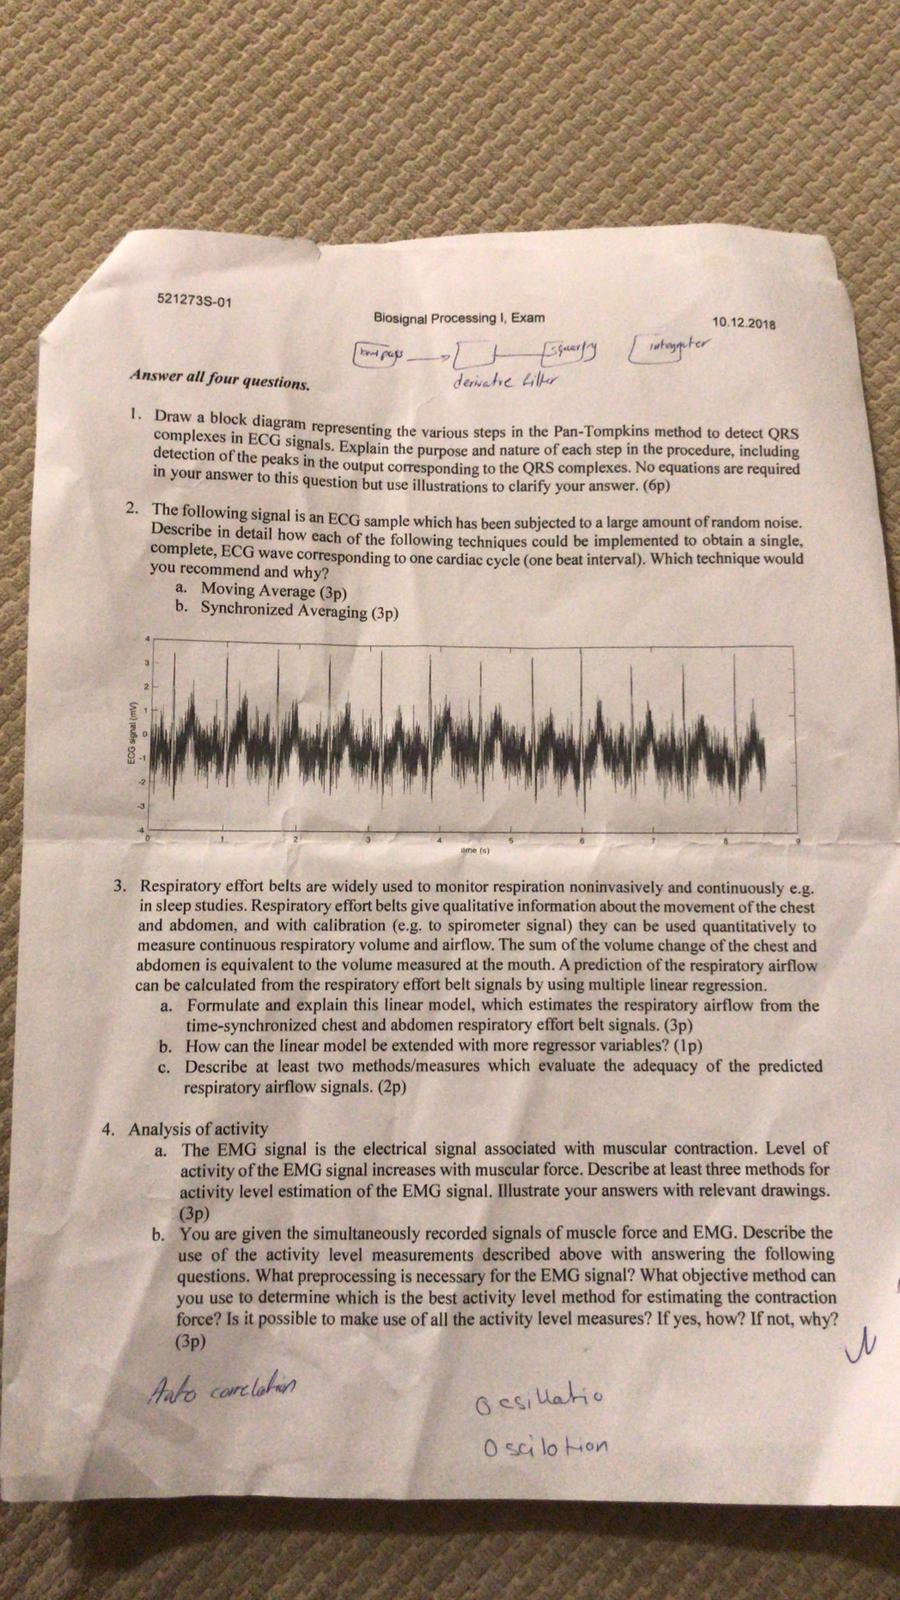 521273S-01
Biosignal Processing I, Exam
10.12.2018
derivative filter
Answer all four questions.
1. Draw a block diagram representing the various steps in the Pan-Tompkins method to detect QRS
complexes in ECG signals. Explain the purpose and nature of each step in the procedure, including
detection of the peaks in the output corresponding to the QRS complexes. No equations are required
in your answer to this question but use illustrations to clarify your answer. (6p)
2. The following signal is an ECG sample which has been subjected to a large amount of random noise.
Describe in detail how each of the following techniques could be implemented to obtain a single,
complete, ECG wave corresponding to one cardiac cycle (one beat interval). Which technique would
you recommend and why?
a. Moving Average (3p)
b. Synchronized Averaging (3p)
4
3
2
1
0
-1
-2
-3
-4
ECG signal (mV)
0 1 2 3 4 5 6 7 8 9
time (s)
3. Respiratory effort belts are widely used to monitor respiration noninvasively and continuously e.g.
in sleep studies. Respiratory effort belts give qualitative information about the movement of the chest
and abdomen, and with calibration (e.g. to spirometer signal) they can be used quantitatively to
measure continuous respiratory volume and airflow. The sum of the volume change of the chest and
abdomen is equivalent to the volume measured at the mouth. A prediction of the respiratory airflow
can be calculated from the respiratory effort belt signals by using multiple linear regression.
a. Formulate and explain this linear model, which estimates the respiratory airflow from the
time-synchronized chest and abdomen respiratory effort belt signals. (3p)
b. How can the linear model be extended with more regressor variables? (1p)
c. Describe at least two methods/measures which evaluate the adequacy of the predicted
respiratory airflow signals. (2p)
4. Analysis of activity
a. The EMG signal is the electrical signal associated with muscular contraction. Level of
activity of the EMG signal increases with muscular force. Describe at least three methods for
activity level estimation of the EMG signal. Illustrate your answers with relevant drawings.
(3p)
b. You are given the simultaneously recorded signals of muscle force and EMG. Describe the
use of the activity level measurements described above with answering the following
questions. What preprocessing is necessary for the EMG signal? What objective method can
you use to determine which is the best activity level method for estimating the contraction
force? Is it possible to make use of all the activity level measures? If yes, how? If not, why?
(3p)
Auto correlation
Ocsillatio
Oscilotion